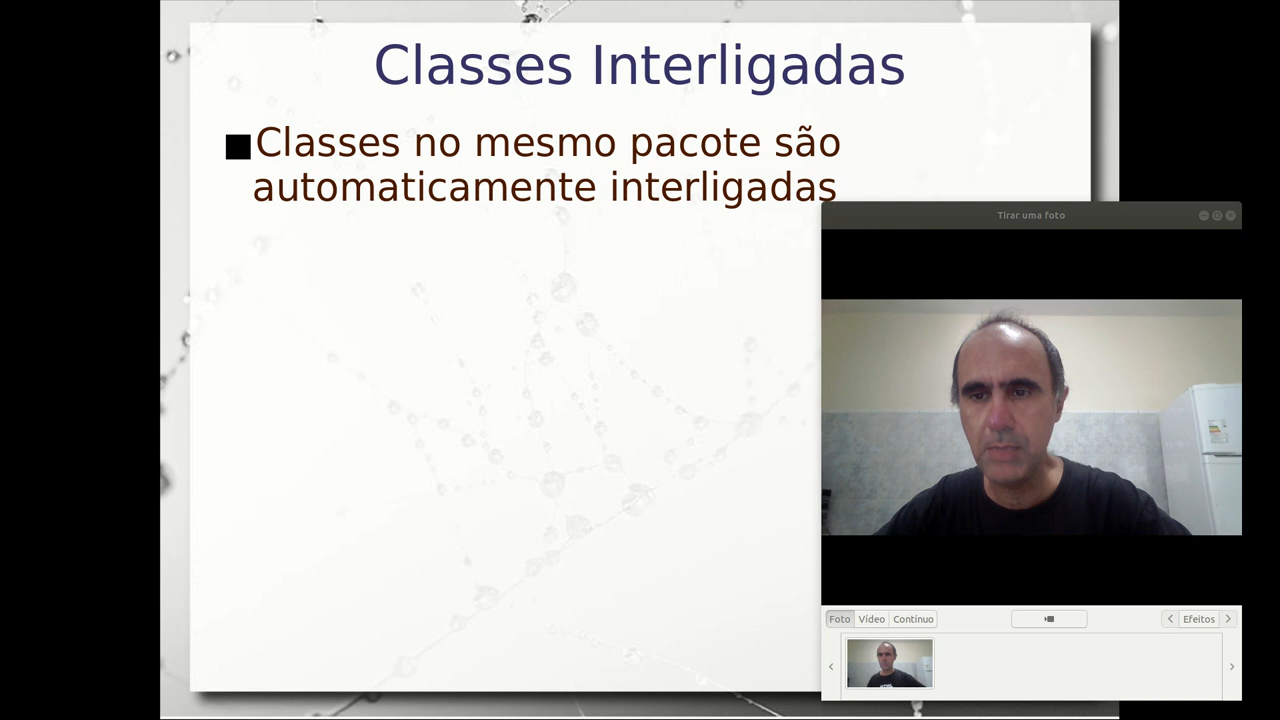 Classes Interligadas
Classes no mesmo pacote são
automaticamente interligadas
Tirar uma foto
Foto
Vídeo
Contínuo
Efeitos